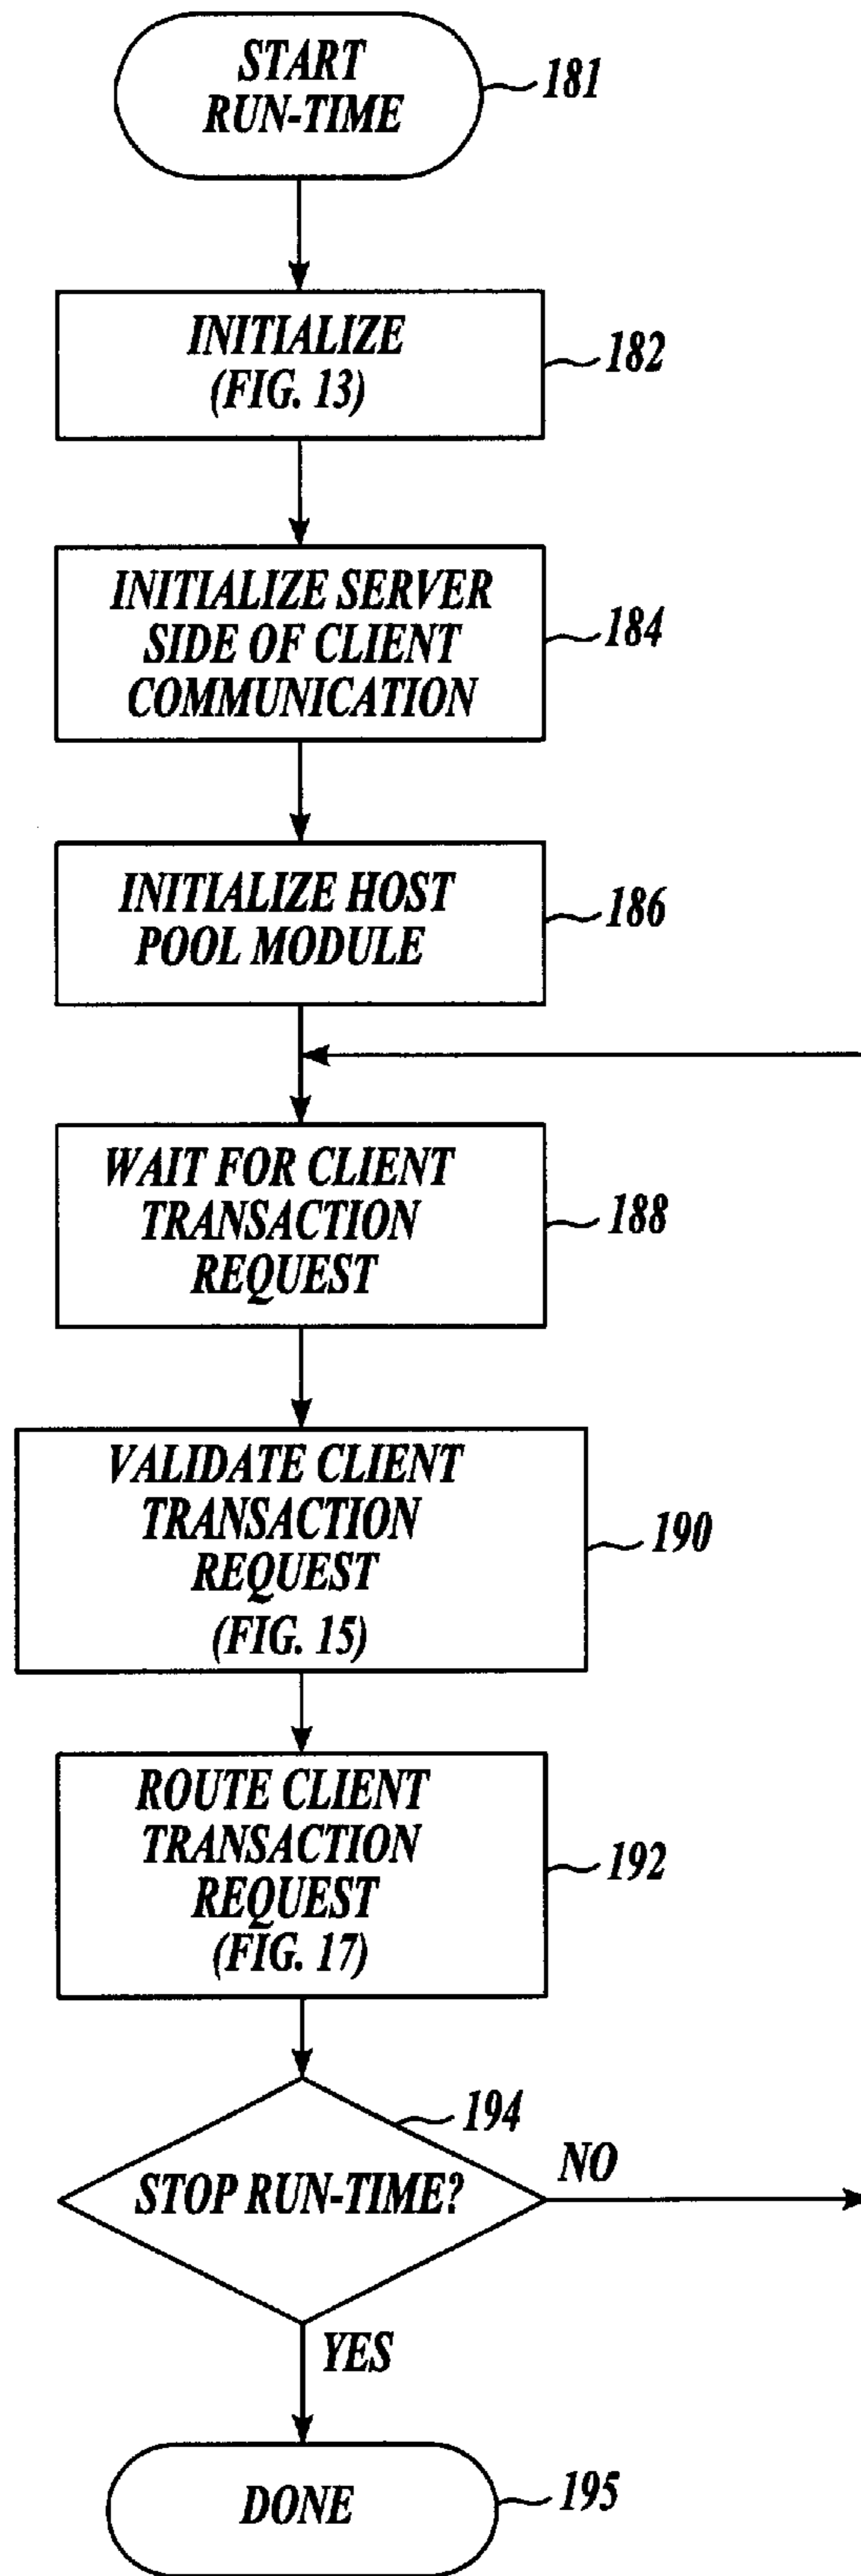 START
RUN-TIME
181
INITIALIZE
(FIG. 13)
182
INITIALIZE SERVER
SIDE OF CLIENT
COMMUNICATION
184
INITIALIZE HOST
POOL MODULE
186
WAIT FOR CLIENT
TRANSACTION
REQUEST
188
VALIDATE CLIENT
TRANSACTION
REQUEST
(FIG. 15)
190
ROUTE CLIENT
TRANSACTION
REQUEST
(FIG. 17)
192
194
STOP RUN-TIME?
NO
YES
DONE
195